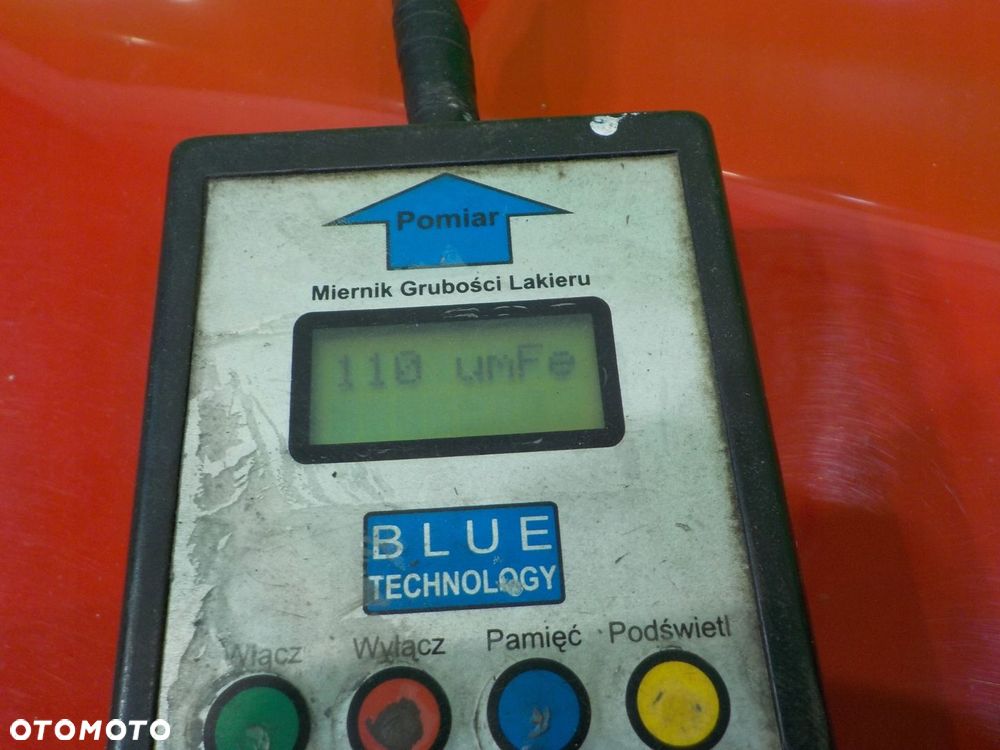 Pomiar
Miernik Grubości Lakieru
110 umFe
BLUE
TECHNOLOGY
Włącz Wyłącz Pamięć Podświetl
OTOMOTO